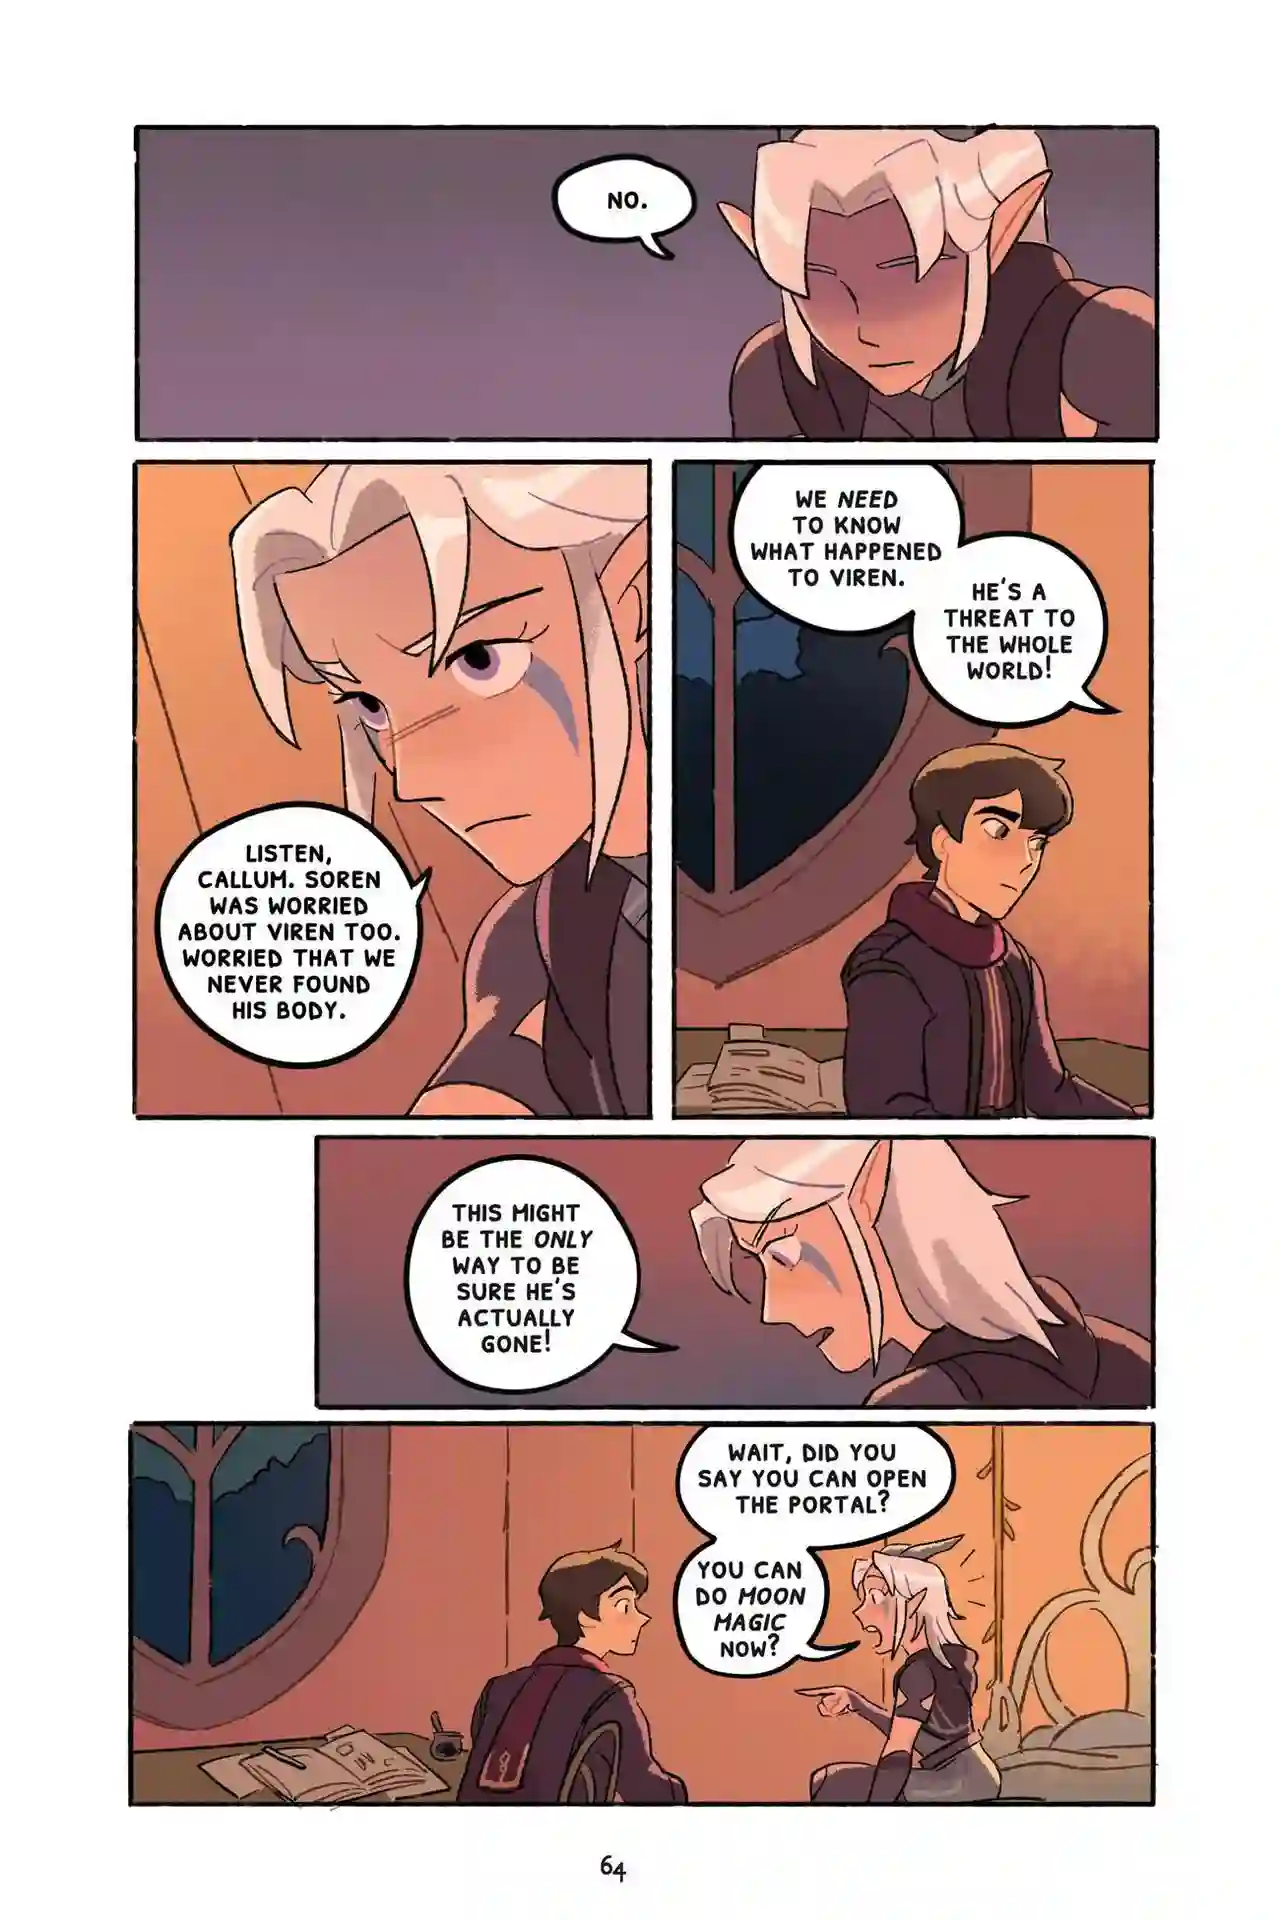 NO.
LISTEN,
CALLUM. SOREN
WAS WORRIED
ABOUT VIREN TOO.
WORRIED THAT WE
NEVER FOUND
HIS BODY.
WE NEED
TO KNOW
WHAT HAPPENED
TO VIREN.
HE'S A
THREAT TO
THE WHOLE
WORLD!
THIS MIGHT
BE THE ONLY
WAY TO BE
SURE HE'S
ACTUALLY
GONE!
WAIT, DID YOU
SAY YOU CAN OPEN
THE PORTAL?
YOU CAN
DO MOON
MAGIC
NOW?
64